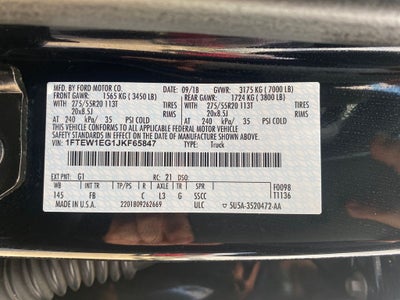 MFD. BY FORD MOTOR CO. 09/18 GVWR: 3175 KG (7000 LB)
FRONT GAWR: 1565 KG (3450 LB) REAR GAWR: 1724 KG (3800 LB)
WITH 275/55R20 113T TIRES WITH 275/55R20 113T TIRES
20x8.5J RIMS 20x8.5J RIMS
AT 240 kPa/ 35 PSI COLD AT 240 kPa/ 35 PSI COLD
THIS VEHICLE CONFORMS TO ALL APPLICABLE FEDERAL MOTOR VEHICLE
SAFETY STANDARDS IN EFFECT ON THE DATE OF MANUFACTURE SHOWN ABOVE.
VIN: 1FTEW1EG1JKF65847 TYPE: Truck
EXT PNT: G1 RC: 21 DSO:
WB TR TP/PS R AXLE TR SPR F0098
145 FB C L3 G SSCC T1136
MADE IN U.S.A. 2201809262669 ULC 5U5A-3520472-AA